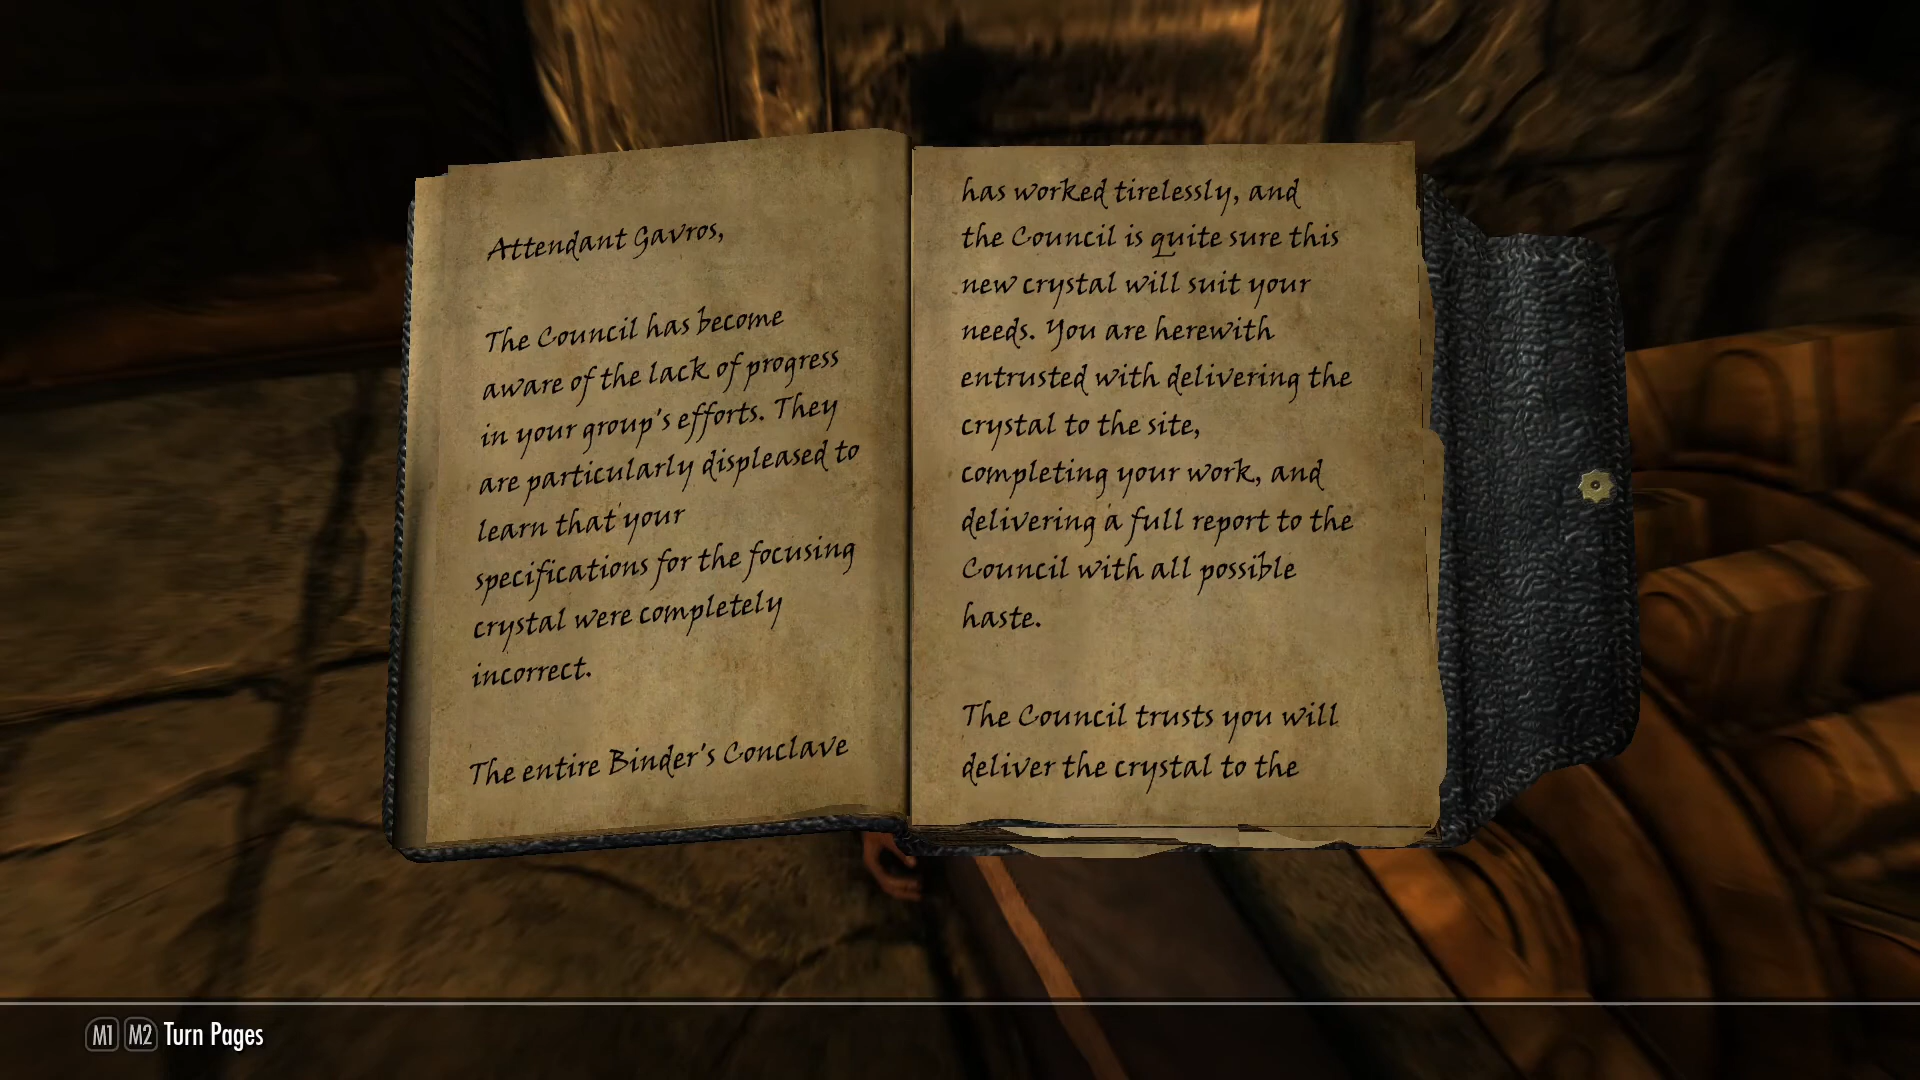 Attendant Gavros,
The Council has become
aware of the lack of progress
in your group's efforts. They
are particularly displeased to
learn that your
specifications for the focusing
crystal were completely
incorrect.
The entire Binder's Conclave
has worked tirelessly, and
the Council is quite sure this
new crystal will suit your
needs. You are herewith
entrusted with delivering the
crystal to the site,
completing your work, and
delivering a full report to the
Council with all possible
haste.
The Council trusts you will
deliver the crystal to the
M1 M2 Turn Pages